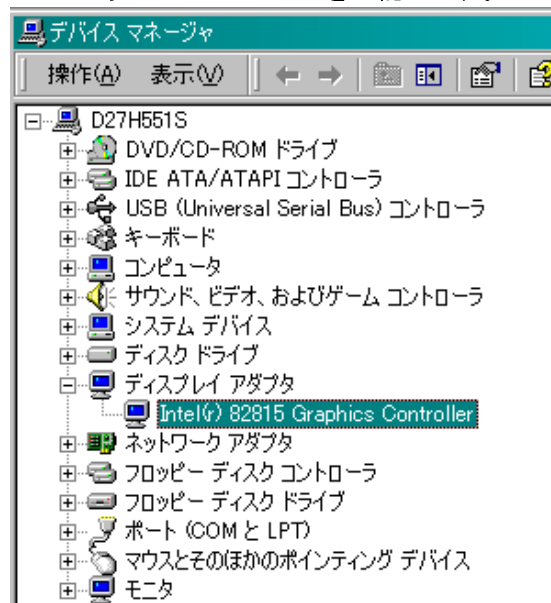 デバイス マネージャ
操作(A) 表示(V)
D27H551S
DVD/CD-ROM ドライブ
IDE ATA/ATAPI コントローラ
USB (Universal Serial Bus) コントローラ
キーボード
コンピュータ
サウンド、ビデオ、およびゲーム コントローラ
システム デバイス
ディスク ドライブ
ディスプレイ アダプタ
Intel(r) 82815 Graphics Controller
ネットワーク アダプタ
フロッピー ディスク コントローラ
フロッピー ディスク ドライブ
ポート (COM と LPT)
マウスとそのほかのポインティング デバイス
モニタ